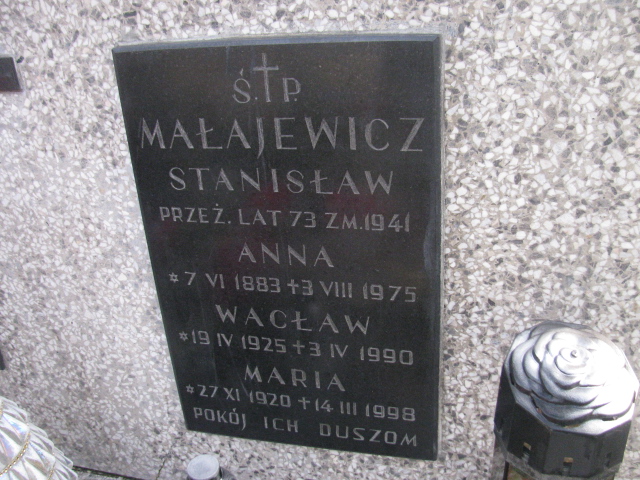 Ś.†P.
MAŁAJEWICZ
STANISŁAW
PRZEŻ. LAT 73 ZM. 1941
ANNA
*7 VI 1883 +3 VIII 1975
WACŁAW
*19 IV 1925 +3 IV 1990
MARIA
*27 XI 1920 +14 III 1998
POKÓJ ICH DUSZOM